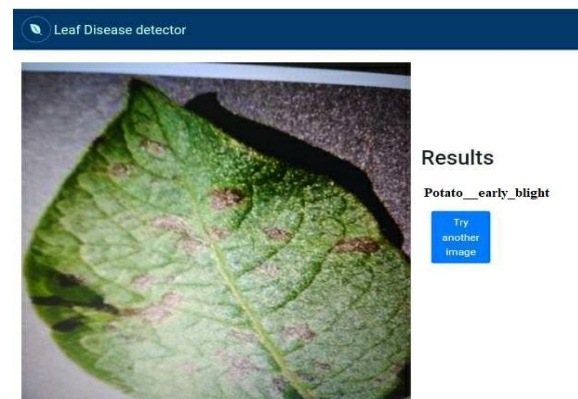 Leaf Disease detector
Results
Potato__early_blight
Try
another
image